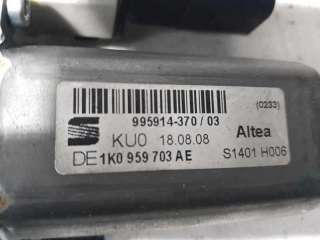 995914-370 / 03 (0233)
KU0 18.08.08 Altea
DE 1K0 959 703 AE S1401 H006